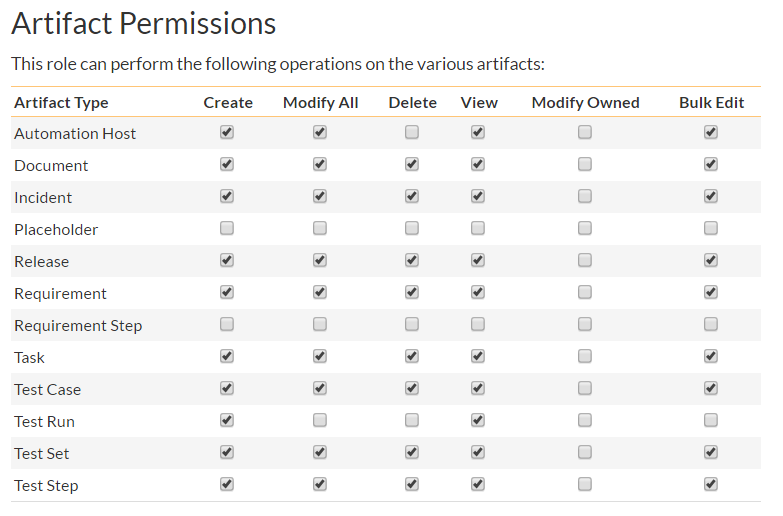 Artifact Permissions
This role can perform the following operations on the various artifacts:
Artifact Type Create Modify All Delete View Modify Owned Bulk Edit
Automation Host
Document
Incident
Placeholder
Release
Requirement
Requirement Step
Task
Test Case
Test Run
Test Set
Test Step